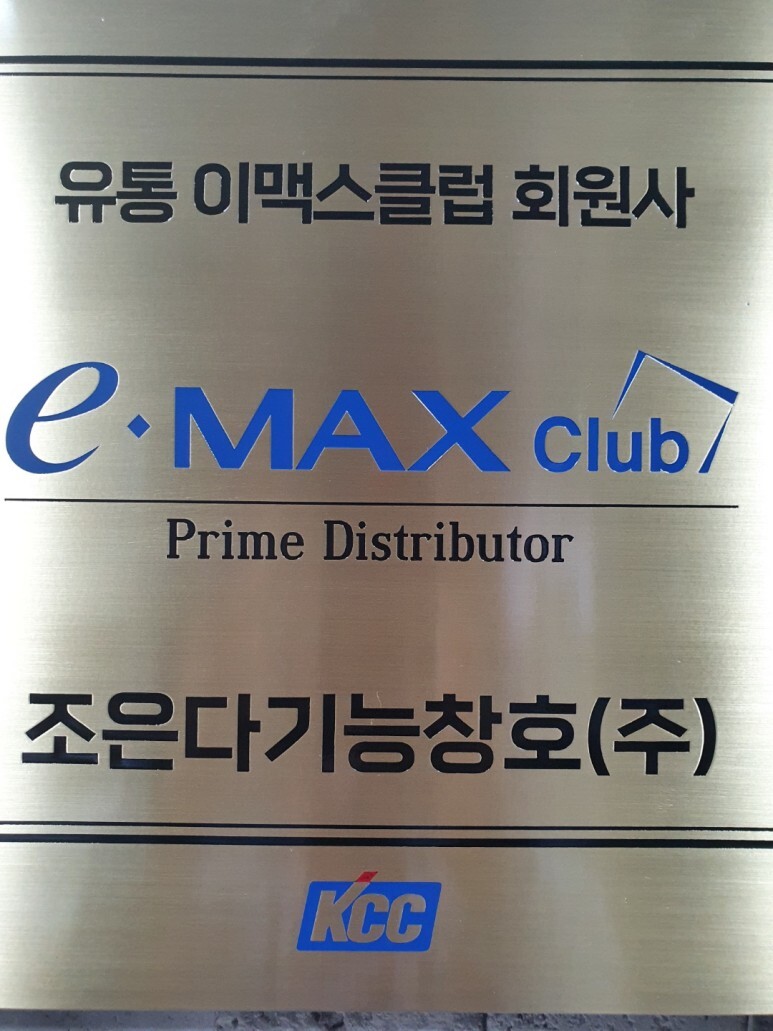 유통 이맥스클럽 회원사
e·MAX Club
Prime Distributor
조은다기능창호(주)
KCC